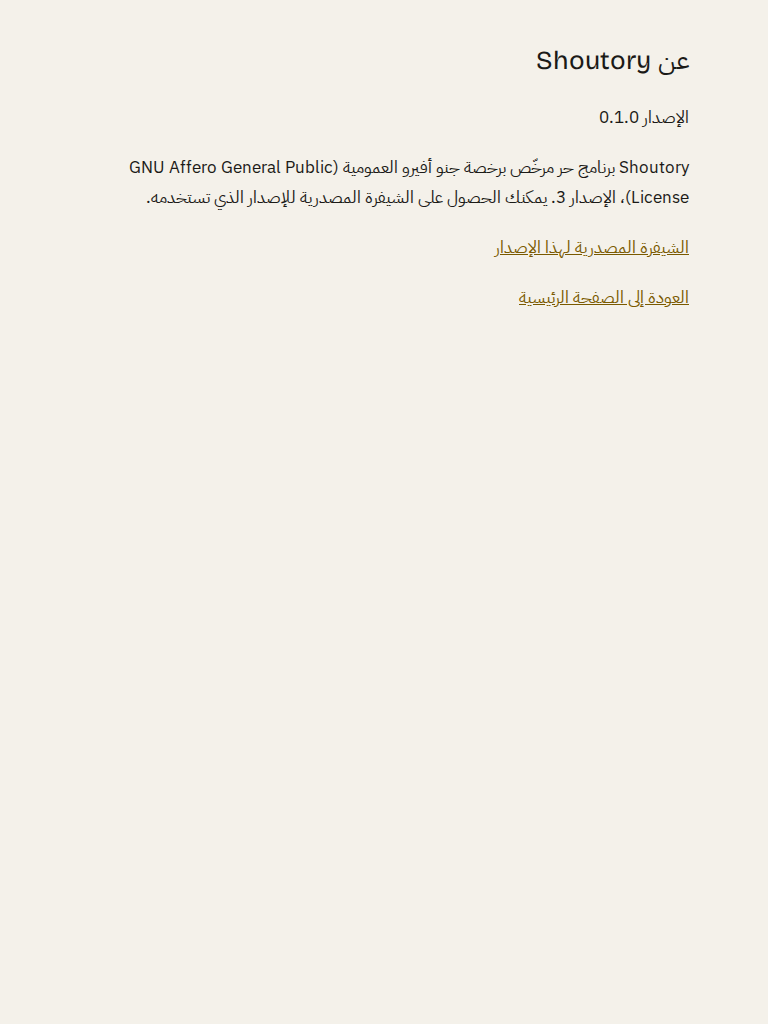 عن Shoutory
الإصدار 0.1.0
Shoutory برنامج حر مرخّص برخصة جنو أفيرو العمومية (GNU Affero General Public
License)، الإصدار 3. يمكنك الحصول على الشيفرة المصدرية للإصدار الذي تستخدمه.
الشيفرة المصدرية لهذا الإصدار
العودة إلى الصفحة الرئيسية